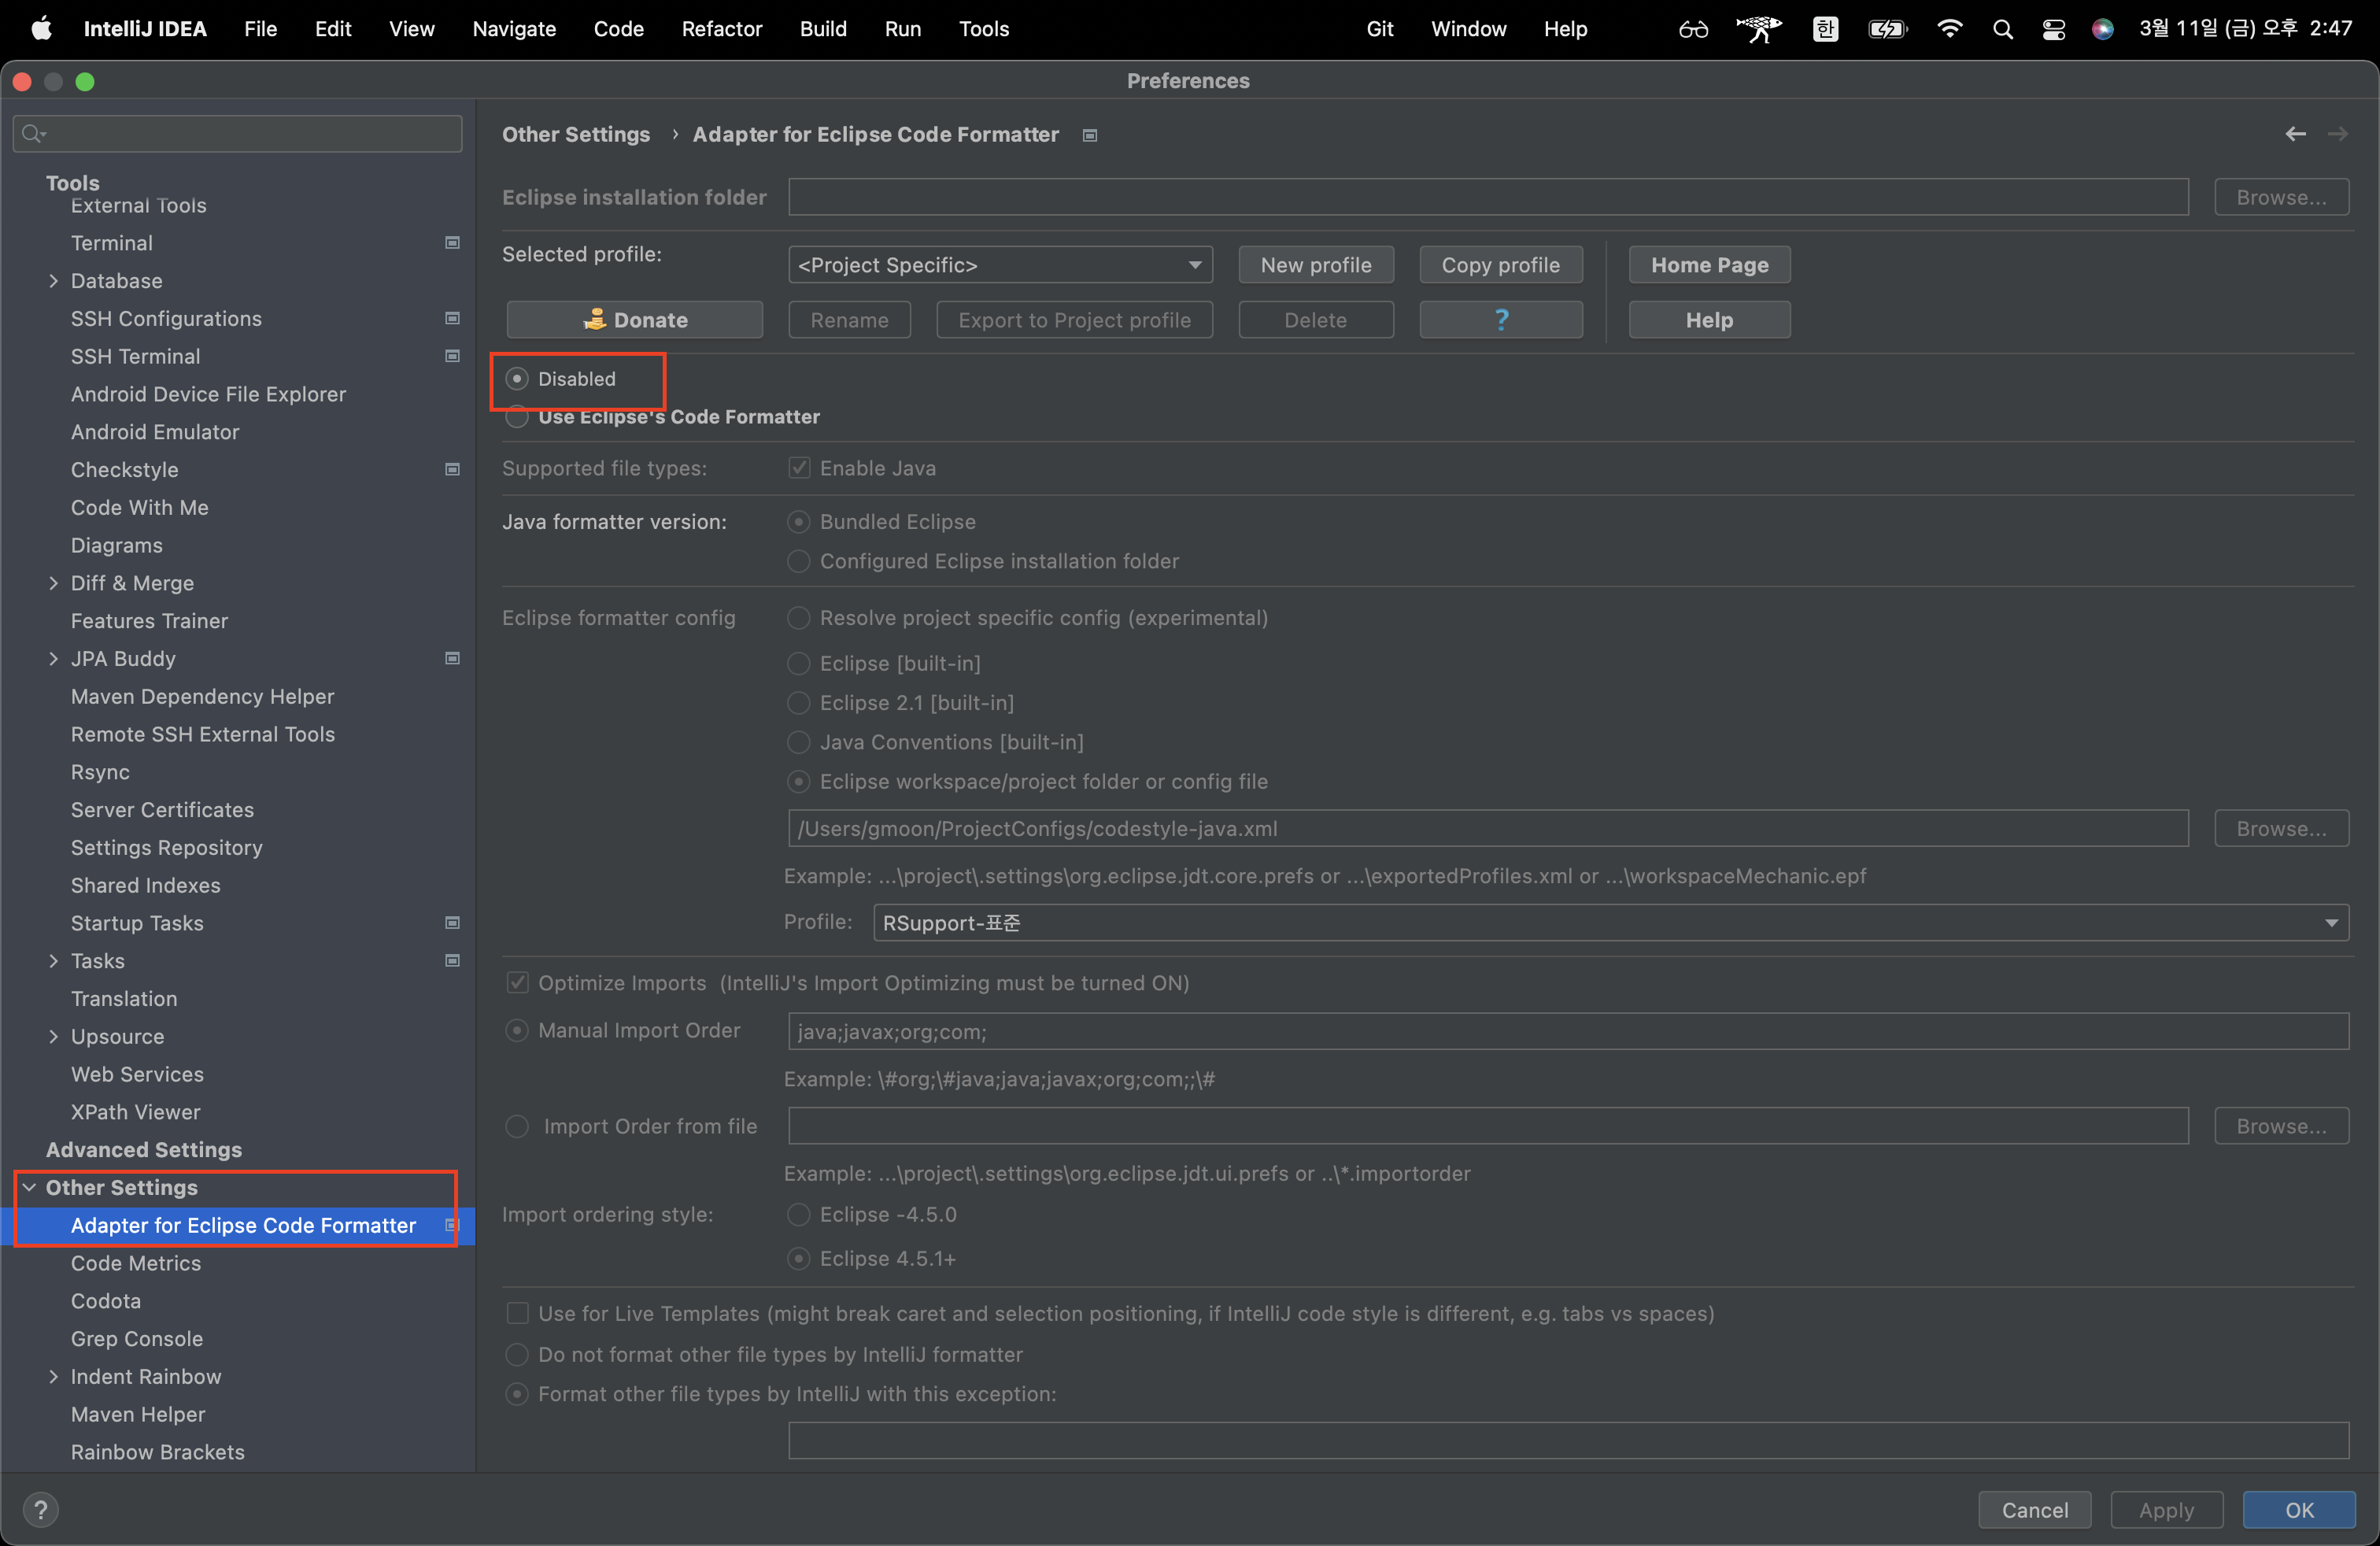 IntelliJ IDEA File Edit View Navigate Code Refactor Build Run Tools Git Window Help 한 3월 11일 (금) 오후 2:47
Preferences
Tools
External Tools
Terminal
Database
SSH Configurations
SSH Terminal
Android Device File Explorer
Android Emulator
Checkstyle
Code With Me
Diagrams
Diff & Merge
Features Trainer
JPA Buddy
Maven Dependency Helper
Remote SSH External Tools
Rsync
Server Certificates
Settings Repository
Shared Indexes
Startup Tasks
Tasks
Translation
Upsource
Web Services
XPath Viewer
Advanced Settings
Other Settings
Adapter for Eclipse Code Formatter
Code Metrics
Codota
Grep Console
Indent Rainbow
Maven Helper
Rainbow Brackets
Other Settings › Adapter for Eclipse Code Formatter
Eclipse installation folder Browse...
Selected profile: <Project Specific> New profile Copy profile Home Page
Donate Rename Export to Project profile Delete ? Help
Disabled
Use Eclipse's Code Formatter
Supported file types: Enable Java
Java formatter version: Bundled Eclipse
Configured Eclipse installation folder
Eclipse formatter config Resolve project specific config (experimental)
Eclipse [built-in]
Eclipse 2.1 [built-in]
Java Conventions [built-in]
Eclipse workspace/project folder or config file
/Users/gmoon/ProjectConfigs/codestyle-java.xml Browse...
Example: ...\project\.settings\org.eclipse.jdt.core.prefs or ...\exportedProfiles.xml or ...\workspaceMechanic.epf
Profile: RSupport-표준
Optimize Imports (IntelliJ's Import Optimizing must be turned ON)
Manual Import Order java;javax;org;com;
Example: \#org;\#java;java;javax;org;com;;\#
Import Order from file Browse...
Example: ...\project\.settings\org.eclipse.jdt.ui.prefs or ..\*.importorder
Import ordering style: Eclipse -4.5.0
Eclipse 4.5.1+
Use for Live Templates (might break caret and selection positioning, if IntelliJ code style is different, e.g. tabs vs spaces)
Do not format other file types by IntelliJ formatter
Format other file types by IntelliJ with this exception:
? Cancel Apply OK